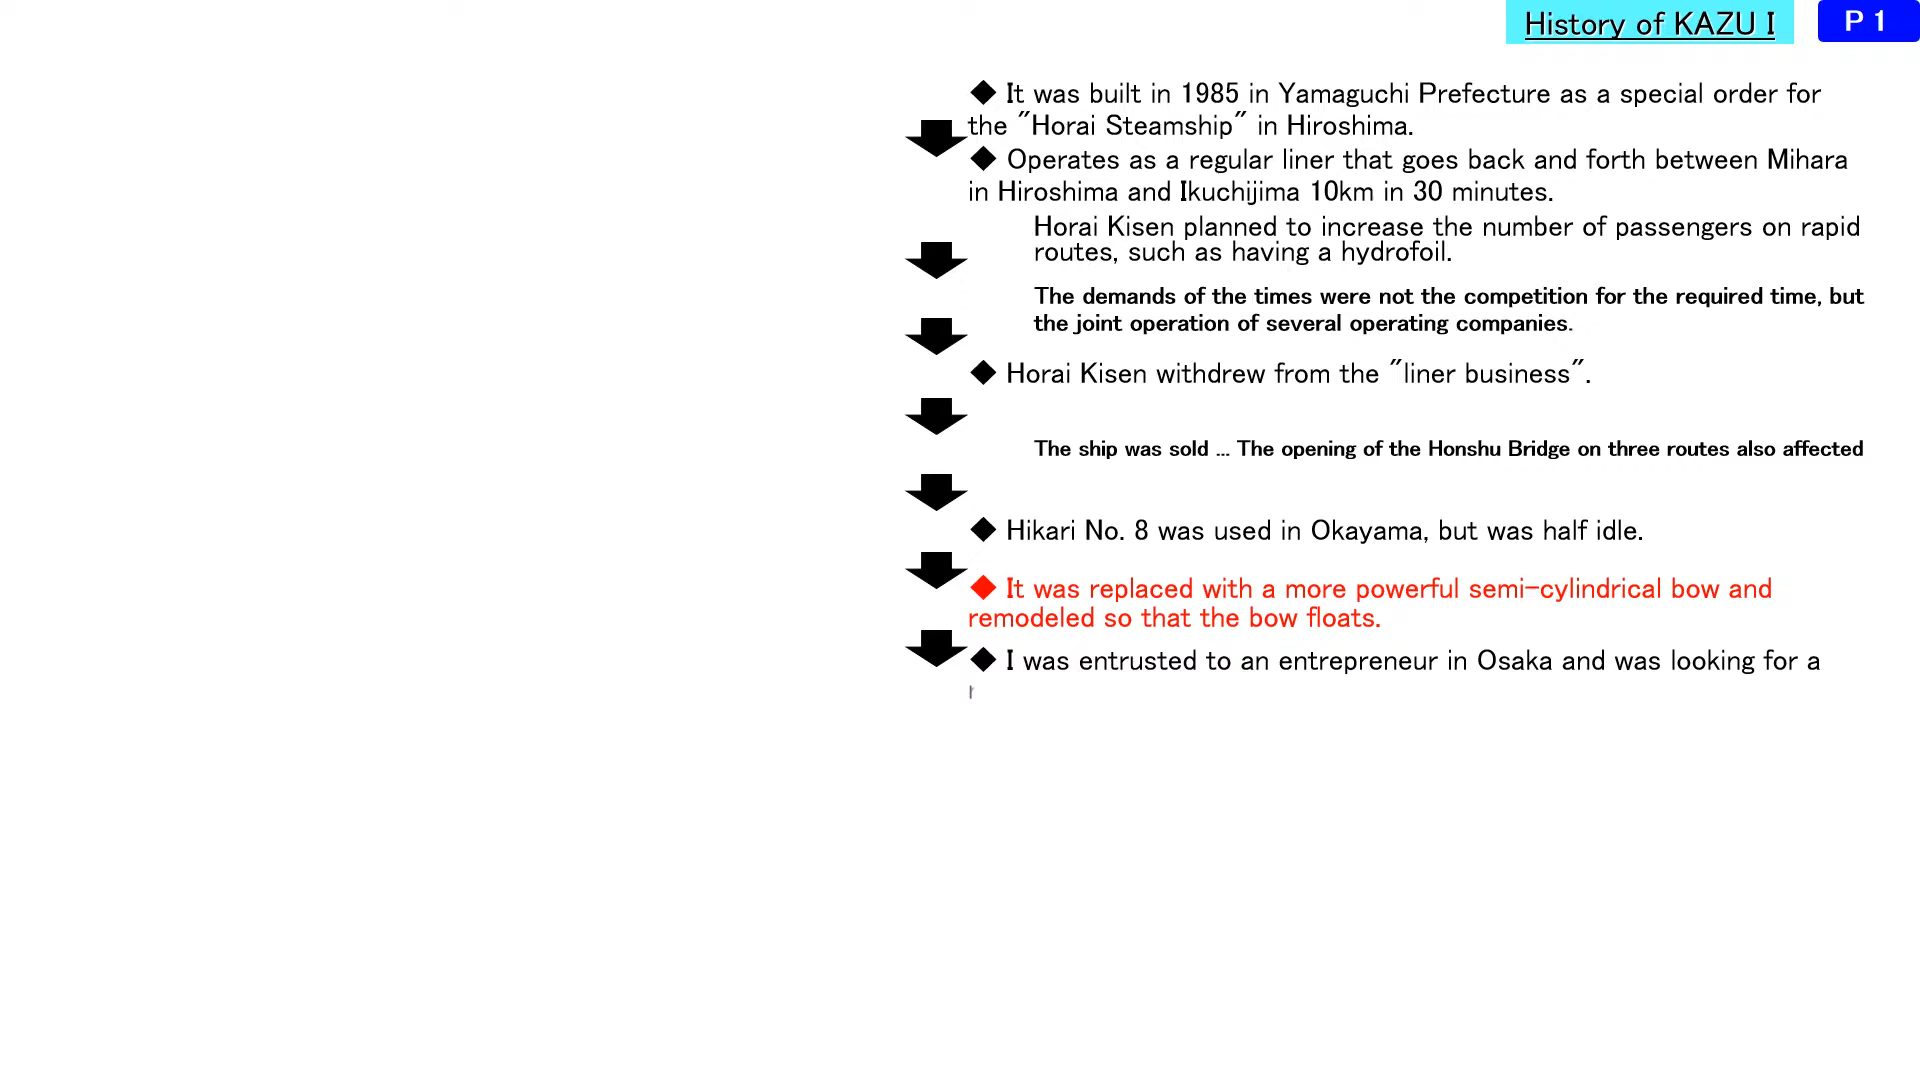 History of KAZU I
P 1
◆ It was built in 1985 in Yamaguchi Prefecture as a special order for
the "Horai Steamship" in Hiroshima.
◆ Operates as a regular liner that goes back and forth between Mihara
in Hiroshima and Ikuchijima 10km in 30 minutes.
Horai Kisen planned to increase the number of passengers on rapid
routes, such as having a hydrofoil.
The demands of the times were not the competition for the required time, but
the joint operation of several operating companies.
◆ Horai Kisen withdrew from the "liner business".
The ship was sold ... The opening of the Honshu Bridge on three routes also affected
◆ Hikari No. 8 was used in Okayama, but was half idle.
◆ It was replaced with a more powerful semi-cylindrical bow and
remodeled so that the bow floats.
◆ I was entrusted to an entrepreneur in Osaka and was looking for a